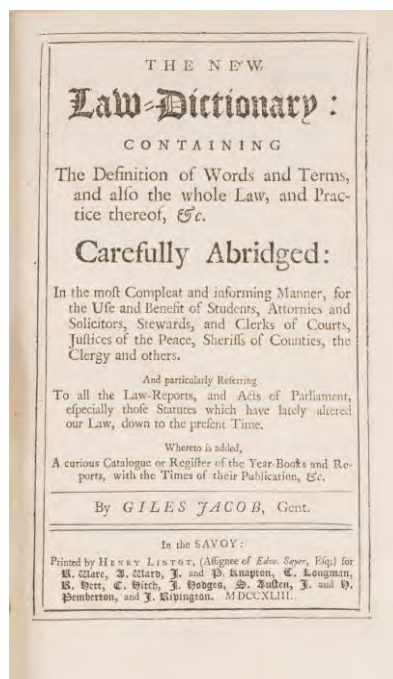 THE NEW
Law-Dictionary:
CONTAINING
The Definition of Words and Terms,
and alſo the whole Law, and Prac-
tice thereof, &c.
Carefully Abridged:
In the moſt Compleat and informing Manner, for
the Uſe and Benefit of Students, Attornies and
Solicitors, Stewards, and Clerks of Courts,
Juſtices of the Peace, Sheriffs of Counties, the
Clergy and others.
And particularly Referring
To all the Law-Reports, and Acts of Parliament,
eſpecially thoſe Statutes which have lately altered
our Law, down to the preſent Time.
Whereto is added,
A curious Catalogue or Regiſter of the Year-Books and Re-
ports, with the Times of their Publication, &c.
By GILES JACOB, Gent.
In the SAVOY:
Printed by HENRY LINTOT, (Aſſignee of Edw. Sayer, Eſq;) for
R. Ware, A. Ward, J. and P. Knapton, T. Longman,
R. Hett, C. Hitch, J. Hodges, S. Auſten, J. and H.
Pemberton, and J. Rivington. MDCCXLIII.